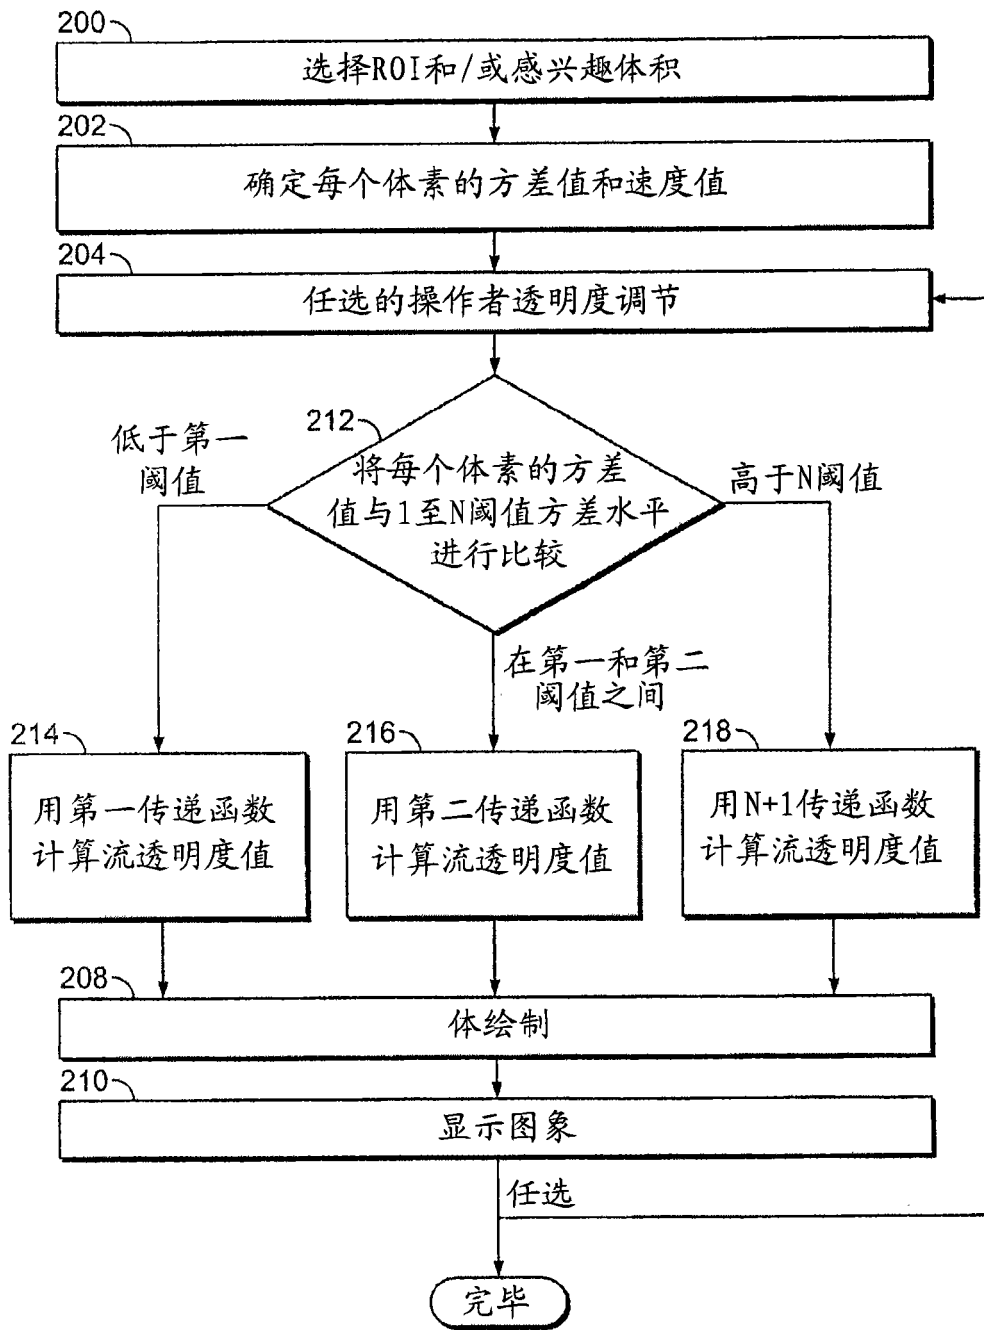 200
选择ROI和/或感兴趣体积
202
确定每个体素的方差值和速度值
204
任选的操作者透明度调节
212
将每个体素的方差
值与1至N阈值方差水平
进行比较
低于第一
阈值
高于N阈值
在第一和第二
阈值之间
214
用第一传递函数
计算流透明度值
216
用第二传递函数
计算流透明度值
218
用N+1传递函数
计算流透明度值
208
体绘制
210
显示图象
任选
完毕